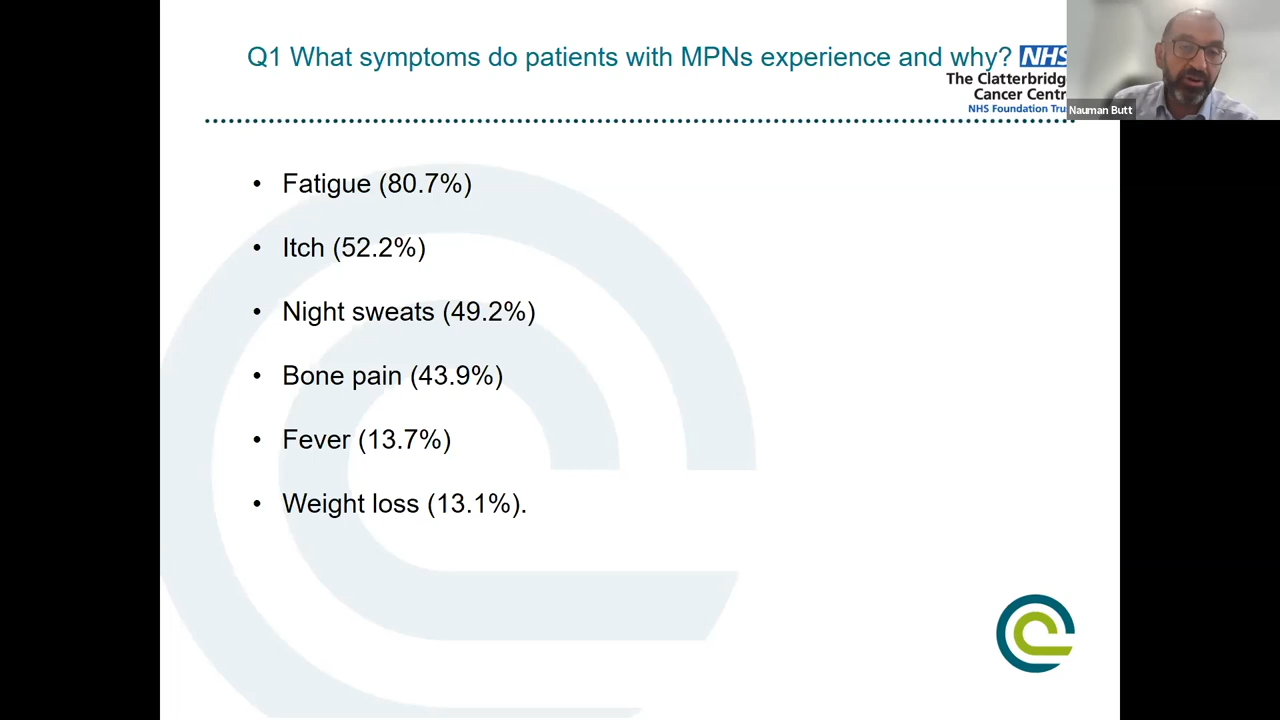 Q1 What symptoms do patients with MPNs experience and why?
NHS
The Clatterbridg
Cancer Centr
NHS Foundation Tru
Nauman Butt
• Fatigue (80.7%)
• Itch (52.2%)
• Night sweats (49.2%)
• Bone pain (43.9%)
• Fever (13.7%)
• Weight loss (13.1%).